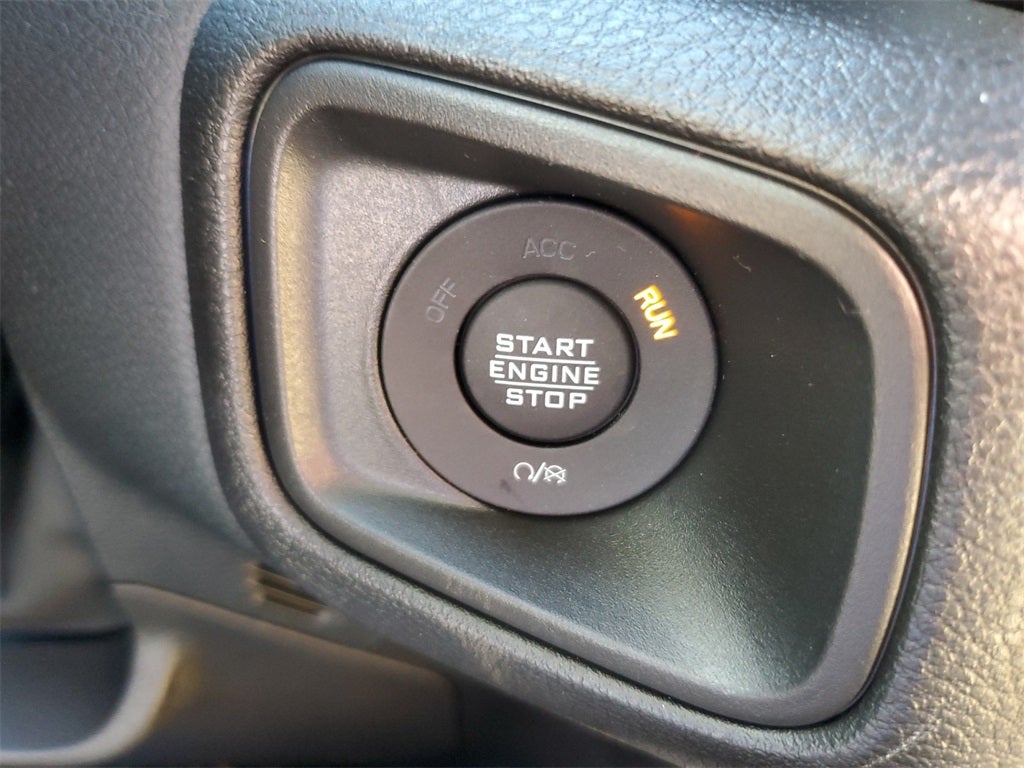 ACC
OFF
RUN
START
ENGINE
STOP